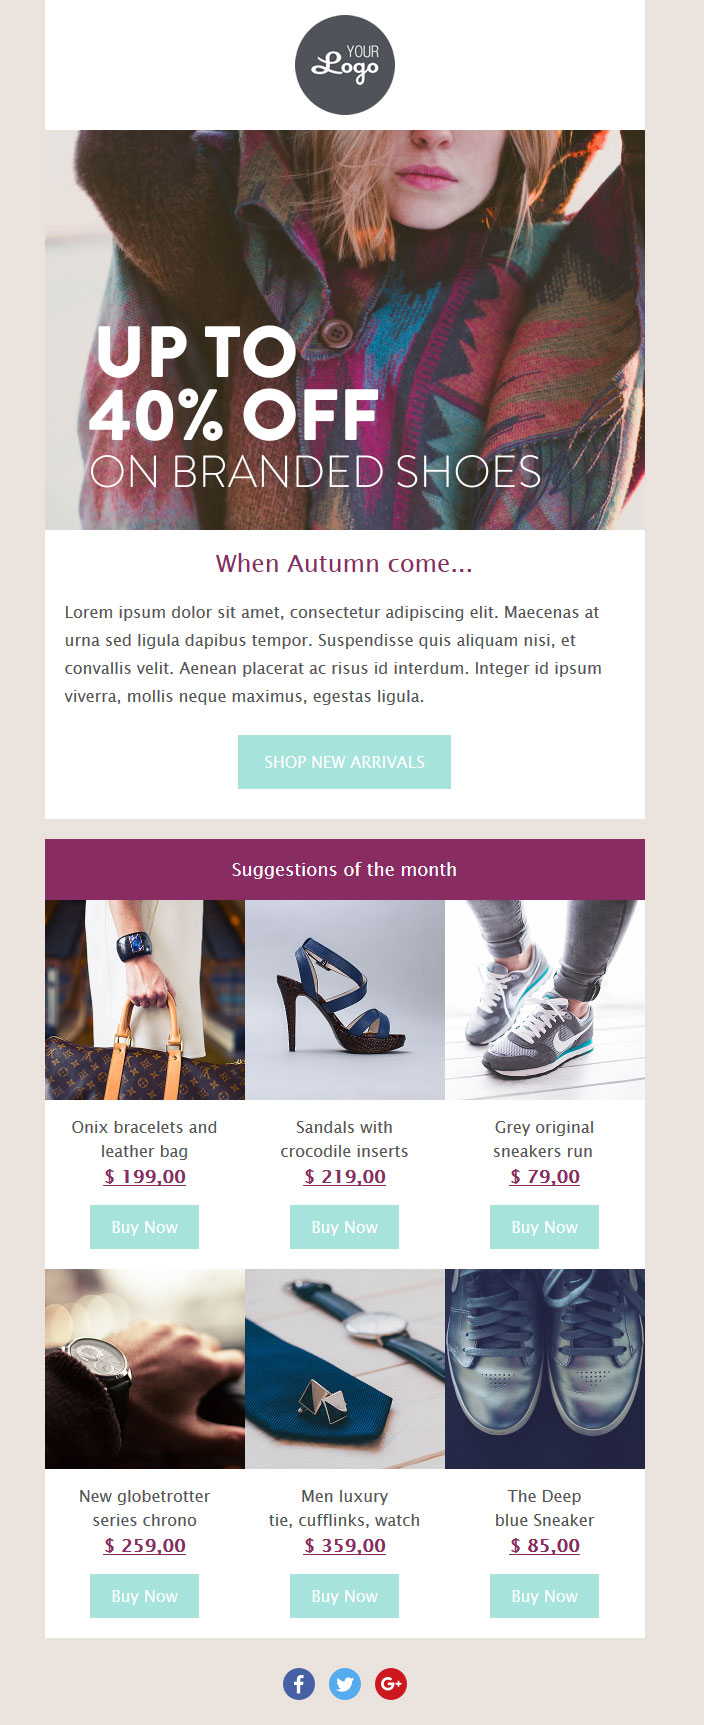 YOUR
Logo
UP TO
40% OFF
ON BRANDED SHOES
When Autumn come...
Lorem ipsum dolor sit amet, consectetur adipiscing elit. Maecenas at
urna sed ligula dapibus tempor. Suspendisse quis aliquam nisi, et
convallis velit. Aenean placerat ac risus id interdum. Integer id ipsum
viverra, mollis neque maximus, egestas ligula.
SHOP NEW ARRIVALS
Suggestions of the month
Onix bracelets and
leather bag
$ 199,00
Buy Now
Sandals with
crocodile inserts
$ 219,00
Buy Now
Grey original
sneakers run
$ 79,00
Buy Now
New globetrotter
series chrono
$ 259,00
Buy Now
Men luxury
tie, cufflinks, watch
$ 359,00
Buy Now
The Deep
blue Sneaker
$ 85,00
Buy Now
f
G+